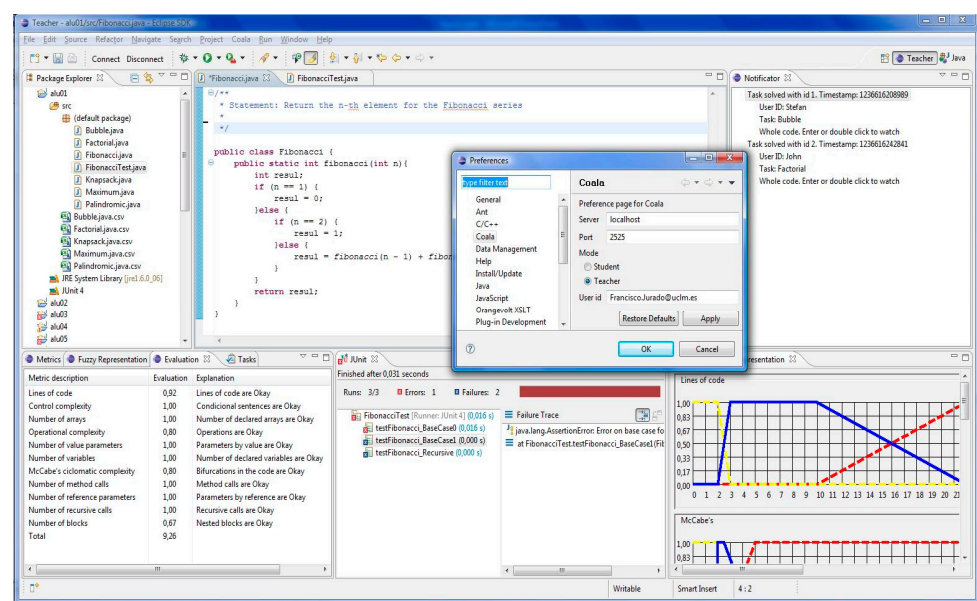 Teacher - alu01/src/Fibonacci.java - Eclipse SDK
File Edit Source Refactor Navigate Search Project Coala Run Window Help
Connect Disconnect
Teacher Java
Package Explorer
alu01
src
(default package)
Bubble.java
Factorial.java
Fibonacci.java
FibonacciTest.java
Knapsack.java
Maximum.java
Palindromic.java
Bubble.java.csv
Factorial.java.csv
Knapsack.java.csv
Maximum.java.csv
Palindromic.java.csv
JRE System Library [jre1.6.0_06]
JUnit 4
alu02
alu03
alu04
alu05
*Fibonacci.java FibonacciTest.java
/**
* Statement: Return the n-th element for the Fibonacci series
*
*/
public class Fibonacci {
public static int fibonacci(int n){
int resul;
if (n == 1) {
resul = 0;
}else {
if (n == 2) {
resul = 1;
}else {
resul = fibonacci(n - 1) + fibon
}
}
return resul;
}
}
Notificator
Task solved with id 1. Timestamp: 1236616208989
User ID: Stefan
Task: Bubble
Whole code. Enter or double click to watch
Task solved with id 2. Timestamp: 1236616242841
User ID: John
Task: Factorial
Whole code. Enter or double click to watch
Preferences
type filter text
General
Ant
C/C++
Coala
Data Management
Help
Install/Update
Java
JavaScript
Orangevolt XSLT
Plug-in Development
Coala
Preference page for Coala
Server localhost
Port 2525
Mode
Student
Teacher
User id Francisco.Jurado@uclm.es
Restore Defaults Apply
OK Cancel
Metrics Fuzzy Representation Evaluation Tasks
Metric description Evaluation Explanation
Lines of code 0,92 Lines of code are Okay
Control complexity 1,00 Condicional sentences are Okay
Number of arrays 1,00 Number of declared arrays are Okay
Operational complexity 0,80 Operations are Okay
Number of value parameters 1,00 Parameters by value are Okay
Number of variables 1,00 Number of declared variables are Okay
McCabe's ciclomatic complexity 0,80 Bifurcations in the code are Okay
Number of method calls 1,00 Method calls are Okay
Number of reference parameters 1,00 Parameters by reference are Okay
Number of recursive calls 1,00 Recursive calls are Okay
Number of blocks 0,67 Nested blocks are Okay
Total 9,26
JUnit
Finished after 0,031 seconds
Runs: 3/3 Errors: 1 Failures: 2
FibonacciTest [Runner: JUnit 4] (0,016 s)
testFibonacci_BaseCase0 (0,016 s)
testFibonacci_BaseCase1 (0,000 s)
testFibonacci_Recursive (0,000 s)
Failure Trace
java.lang.AssertionError: Error on base case fo
at FibonacciTest.testFibonacci_BaseCase1(Fib
resentation
Lines of code
1,00
0,83
0,67
0,50
0,33
0,17
0,00
0 1 2 3 4 5 6 7 8 9 10 11 12 13 14 15 16 17 18 19 20 21
McCabe's
1,00
0,83
Writable Smart Insert 4 : 2